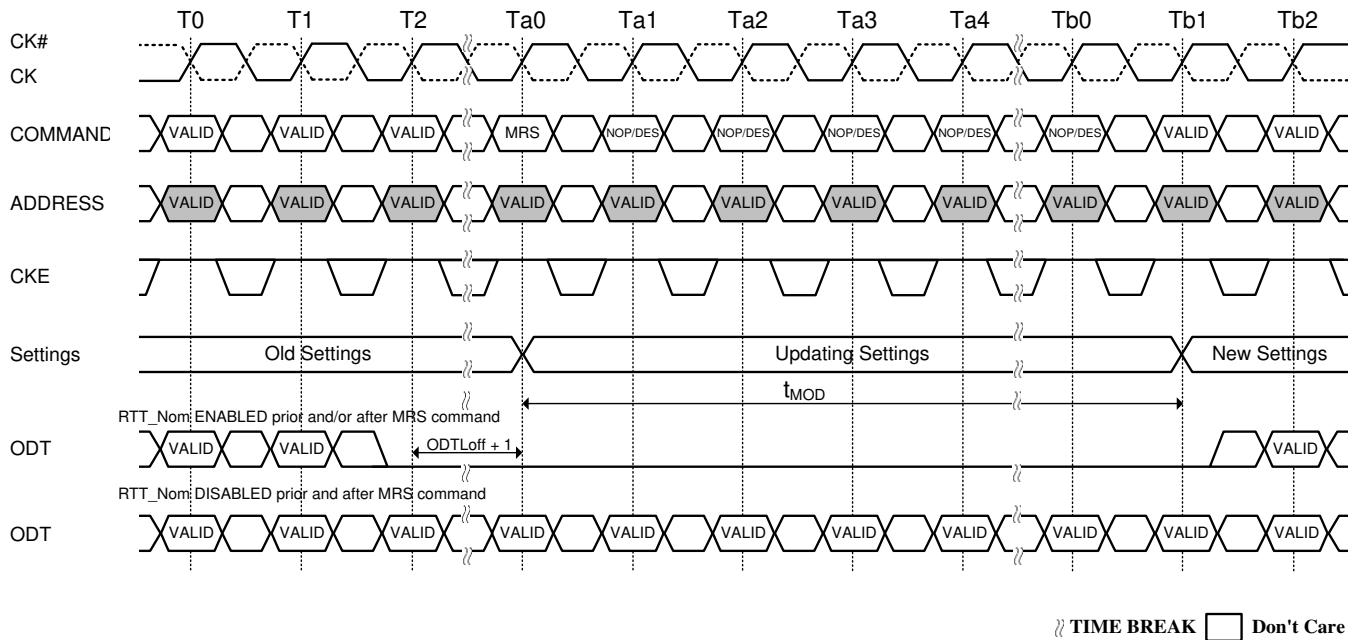 T0 T1 T2 Ta0 Ta1 Ta2 Ta3 Ta4 Tb0 Tb1 Tb2
CK#
CK
COMMAND VALID VALID VALID MRS NOP/DES NOP/DES NOP/DES NOP/DES NOP/DES VALID VALID
ADDRESS VALID VALID VALID VALID VALID VALID VALID VALID VALID VALID VALID
CKE
Settings Old Settings Updating Settings New Settings
tMOD
RTT_Nom ENABLED prior and/or after MRS command
ODT VALID VALID ODTLoff + 1 VALID
RTT_Nom DISABLED prior and after MRS command
ODT VALID VALID VALID VALID VALID VALID VALID VALID VALID VALID VALID
TIME BREAK Don't Care